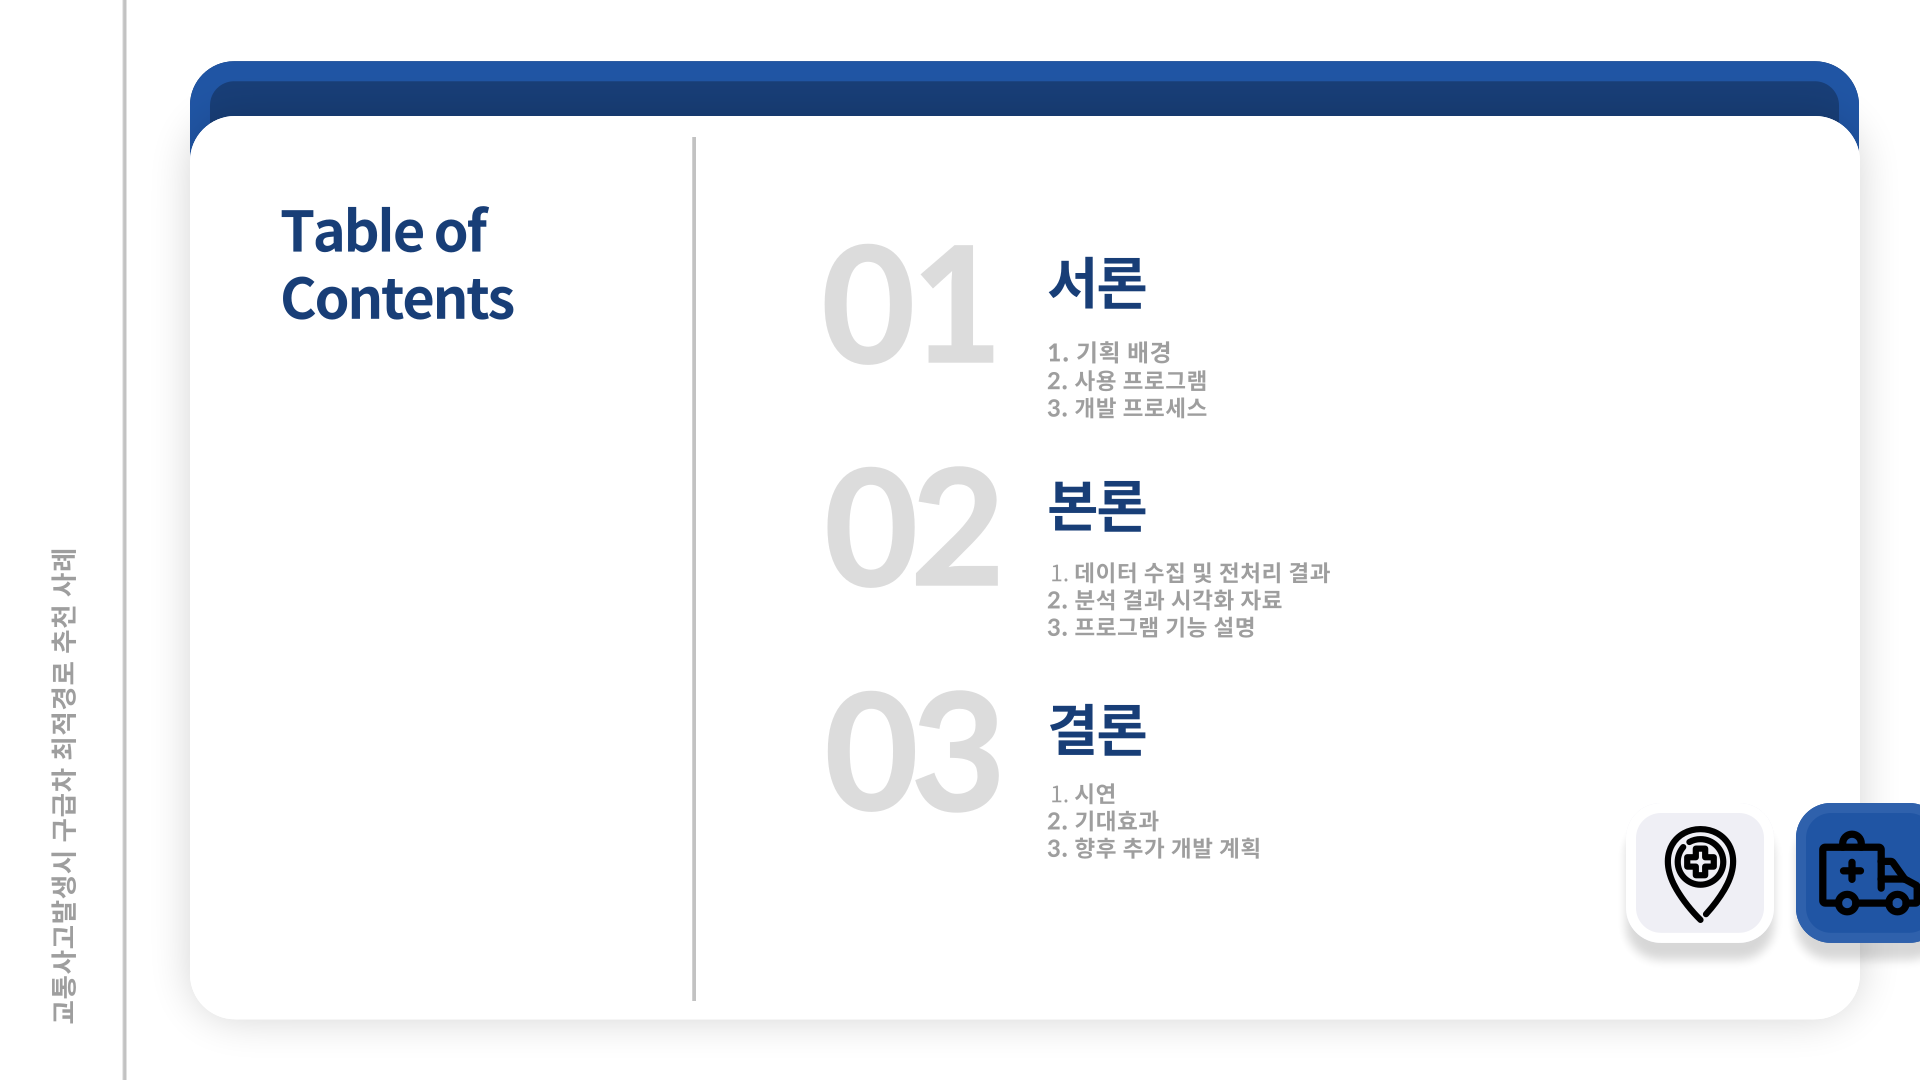 교통사고발생시 구급차 최적경로 추천 사례
Table of
Contents
01
서론
1. 기획 배경
2. 사용 프로그램
3. 개발 프로세스
02
본론
1. 데이터 수집 및 전처리 결과
2. 분석 결과 시각화 자료
3. 프로그램 기능 설명
03
결론
1. 시연
2. 기대효과
3. 향후 추가 개발 계획